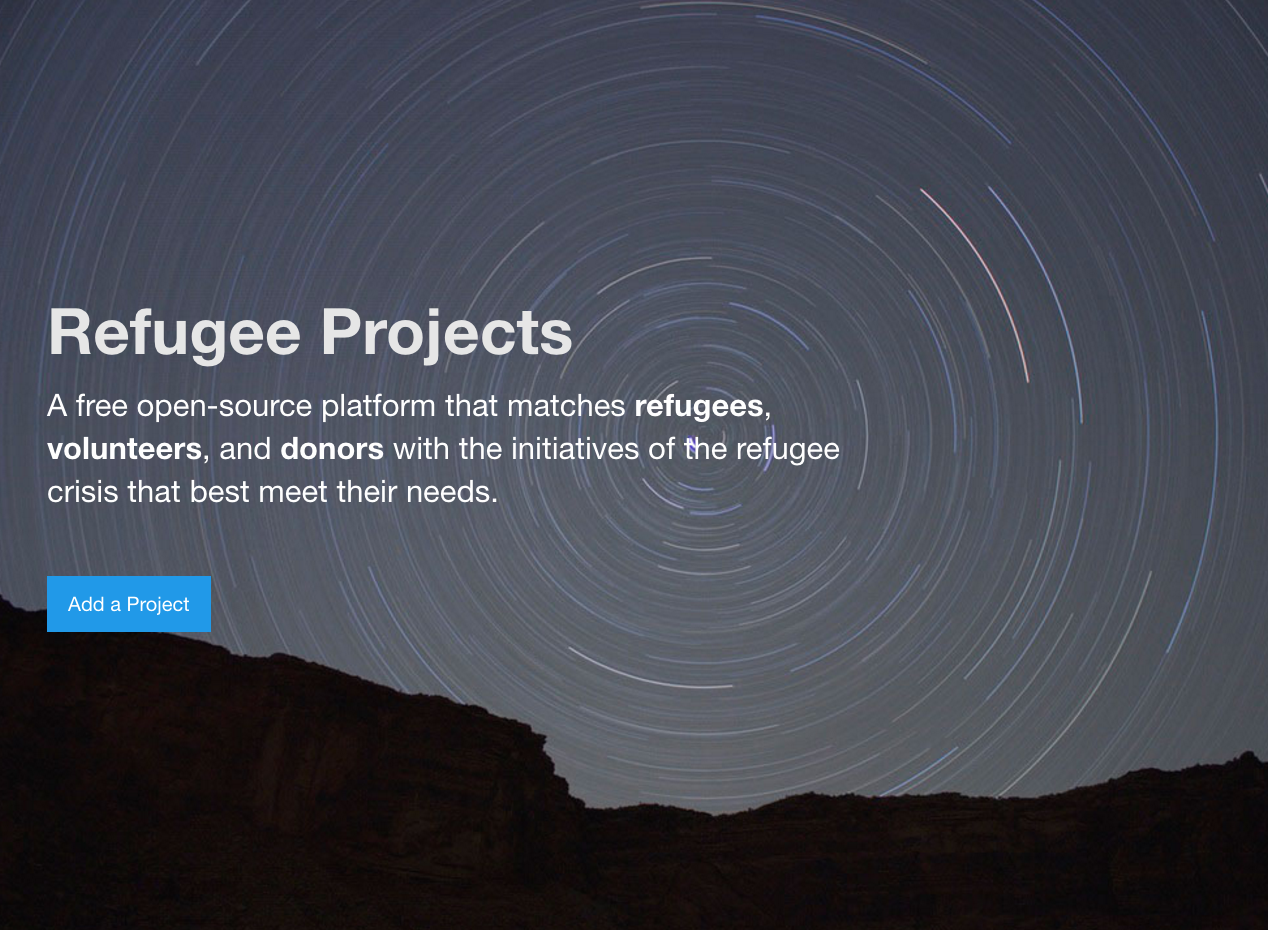 Refugee Projects
A free open-source platform that matches refugees,
volunteers, and donors with the initiatives of the refugee
crisis that best meet their needs.
Add a Project